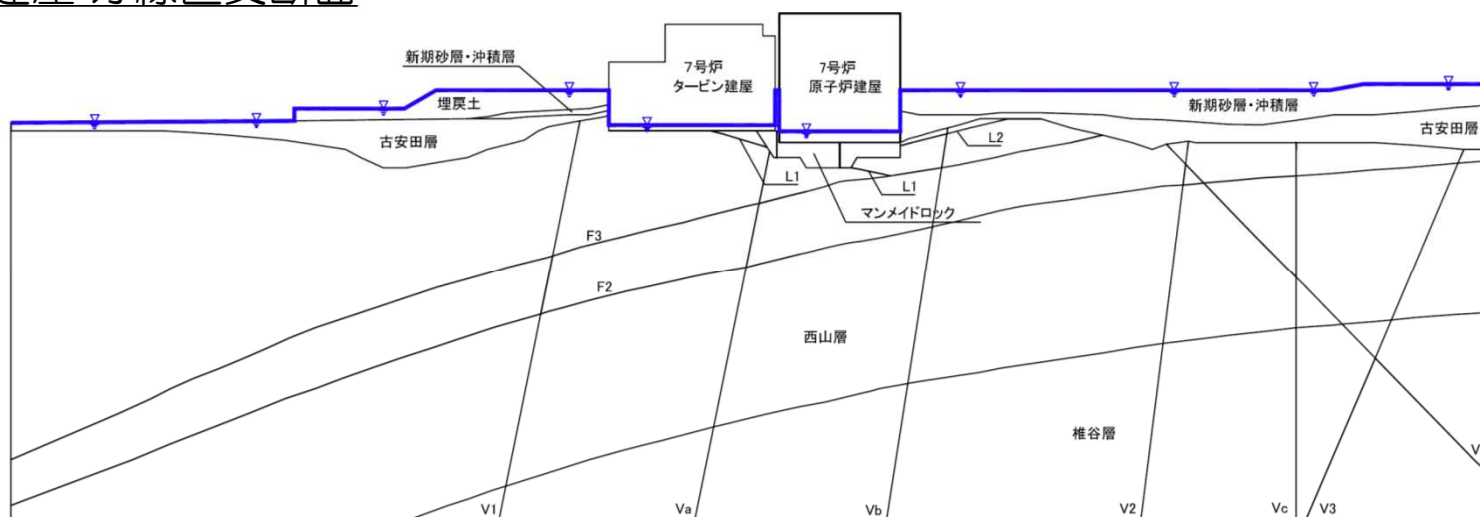 新期砂層・沖積層
7号炉
タービン建屋
7号炉
原子炉建屋
埋戻土
新期砂層・沖積層
古安田層
古安田層
L2
L1
L1
マンメイドロック
F3
F2
西山層
椎谷層
V1
Va
Vb
V2
Vc
V3